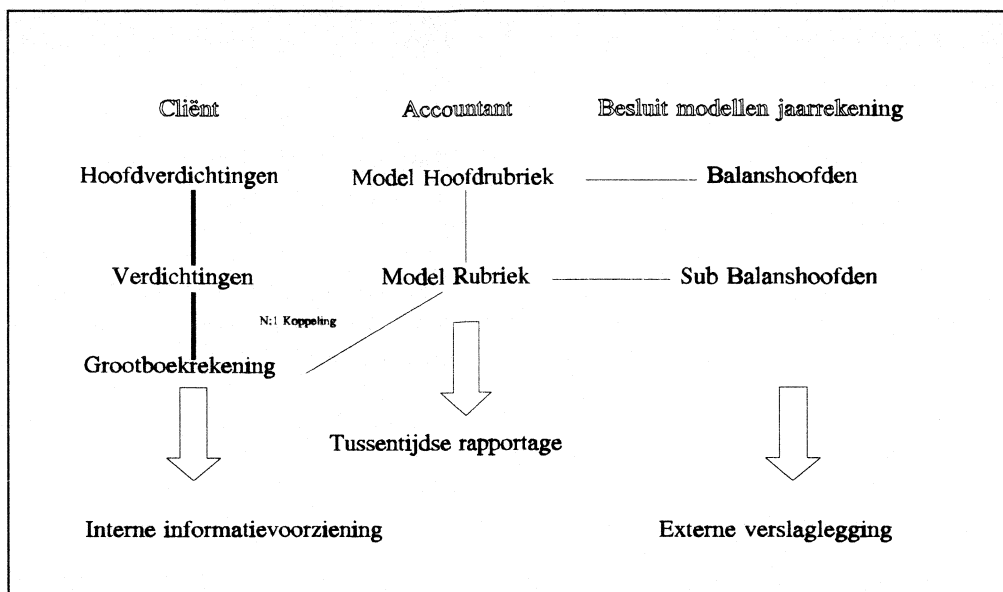 Cliënt Accountant Besluit modellen jaarrekening
Hoofdverdichtingen Model Hoofdrubriek Balanshoofden
Verdichtingen Model Rubriek Sub Balanshoofden
N:1 Koppeling
Grootboekrekening
Tussentijdse rapportage
Interne informatievoorziening Externe verslaglegging